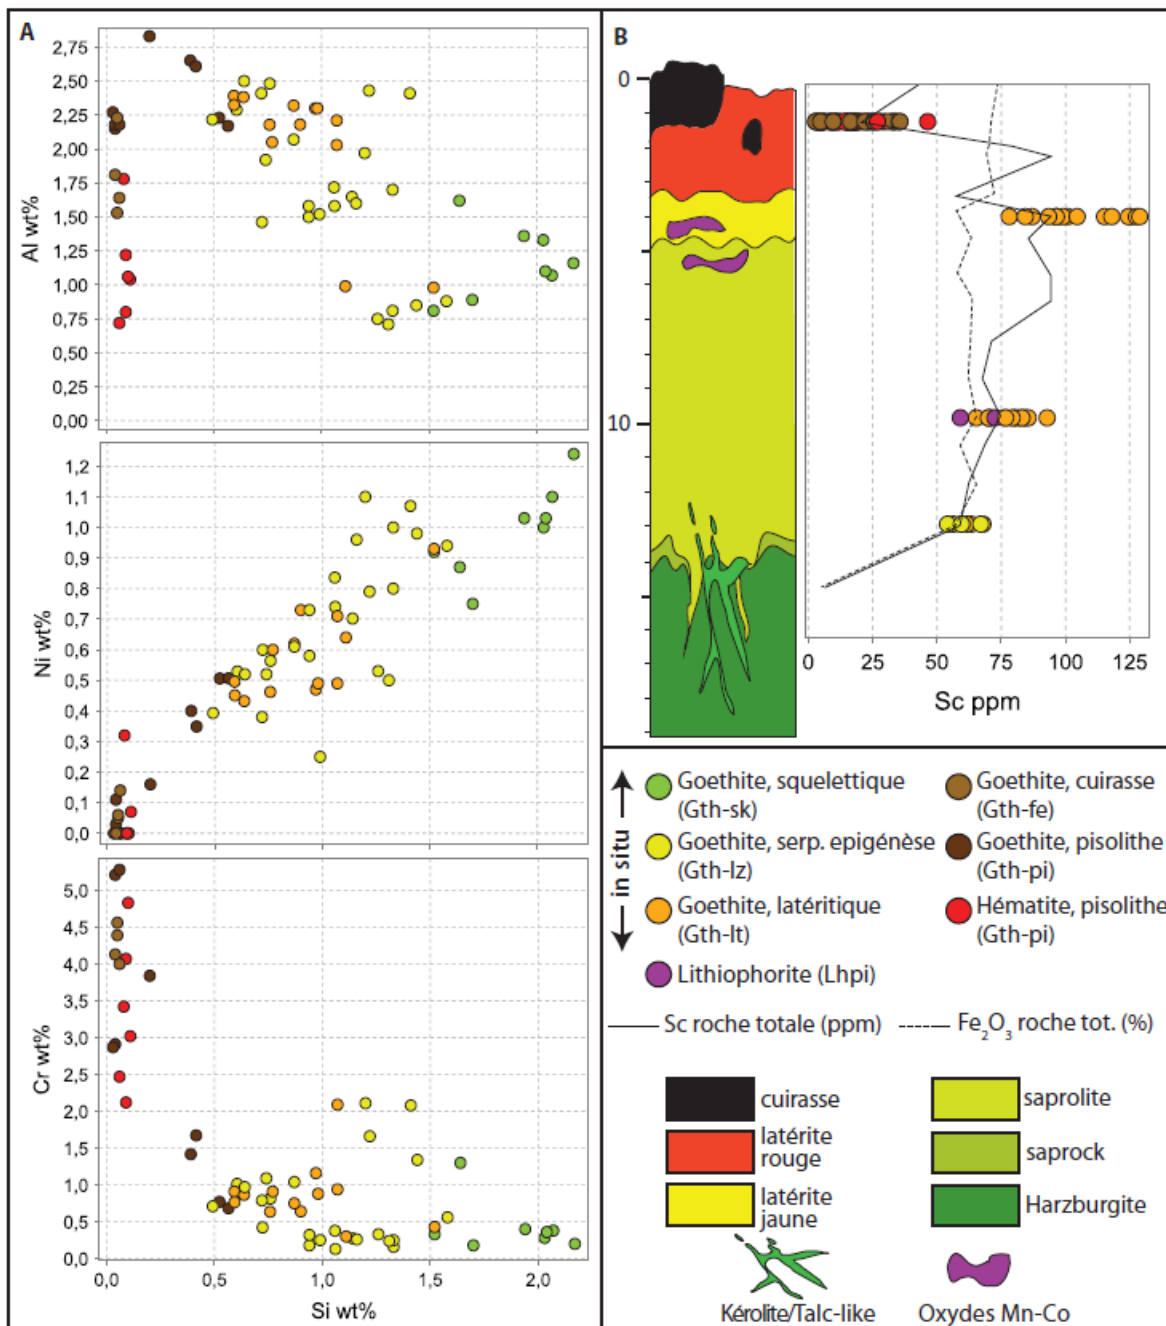 A
2,75
2,50
2,25
2,00
1,75
1,50
1,25
1,00
0,75
0,50
0,25
0,00
Al wt%
1,2
1,1
1,0
0,9
0,8
0,7
0,6
0,5
0,4
0,3
0,2
0,1
0,0
Ni wt%
5,0
4,5
4,0
3,5
3,0
2,5
2,0
1,5
1,0
0,5
0,0
Cr wt%
0,0 0,5 1,0 1,5 2,0
Si wt%
B
0
10
0 25 50 75 100 125
Sc ppm
in situ
Goethite, squelettique
(Gth-sk)
Goethite, serp. epigénèse
(Gth-lz)
Goethite, latéritique
(Gth-lt)
Lithiophorite (Lhpi)
Goethite, cuirasse
(Gth-fe)
Goethite, pisolithe
(Gth-pi)
Hématite, pisolithe
(Gth-pi)
Sc roche totale (ppm)
Fe2O3 roche tot. (%)
cuirasse
latérite
rouge
latérite
jaune
saprolite
saprock
Harzburgite
Kérolite/Talc-like
Oxydes Mn-Co